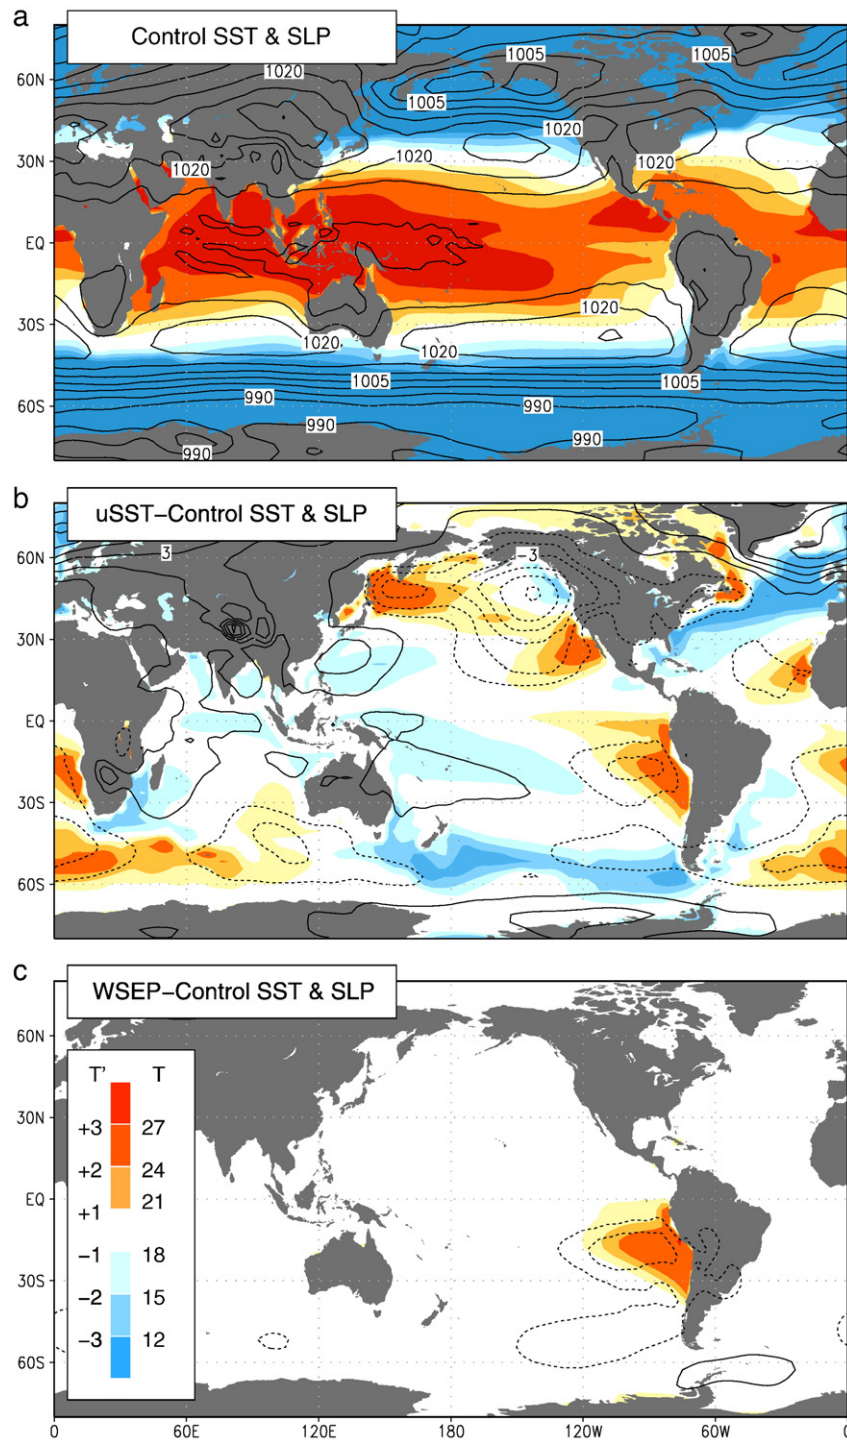 a
Control SST & SLP
1005
1005
1020
60N
1005
1005
1020
1020
30N
1020
1020
EQ
1020
30S
1020
1020
1005
1005
990
990
60S
990
990
990
b
uSST−Control SST & SLP
60N
3
−3
30N
EQ
30S
60S
c
WSEP−Control SST & SLP
60N
T' T
30N
+3 27
+2 24
EQ
+1 21
−1 18
30S
−2 15
−3 12
60S
0 60E 120E 180 120W 60W 0